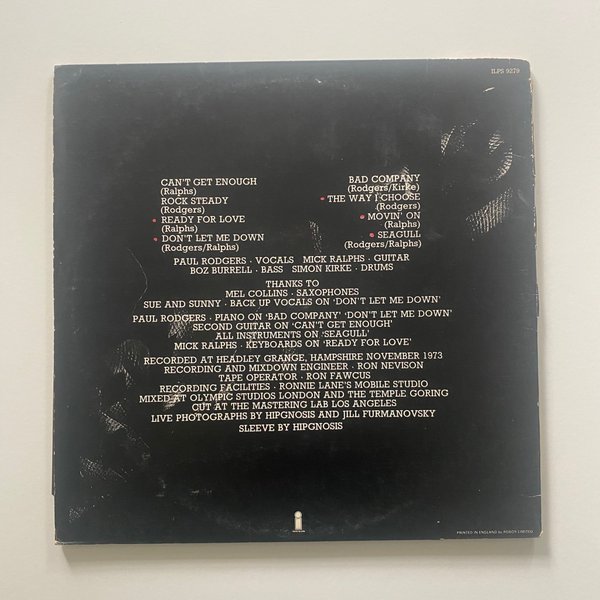 ILPS 9279
CAN'T GET ENOUGH
(Ralphs)
ROCK STEADY
(Rodgers)
READY FOR LOVE
(Ralphs)
DON'T LET ME DOWN
(Rodgers/Ralphs)
BAD COMPANY
(Rodgers/Kirke)
THE WAY I CHOOSE
(Rodgers)
MOVIN' ON
(Ralphs)
SEAGULL
(Rodgers/Ralphs)
PAUL RODGERS · VOCALS MICK RALPHS · GUITAR
BOZ BURRELL · BASS SIMON KIRKE · DRUMS
THANKS TO
MEL COLLINS · SAXOPHONES
SUE AND SUNNY · BACK UP VOCALS ON 'DON'T LET ME DOWN'
PAUL RODGERS · PIANO ON 'BAD COMPANY' 'DON'T LET ME DOWN'
SECOND GUITAR ON 'CAN'T GET ENOUGH'
ALL INSTRUMENTS ON 'SEAGULL'
MICK RALPHS · KEYBOARDS ON 'READY FOR LOVE'
RECORDED AT HEADLEY GRANGE, HAMPSHIRE NOVEMBER 1973
RECORDING AND MIXDOWN ENGINEER · RON NEVISON
TAPE OPERATOR · RON FAWCUS
RECORDING FACILITIES · RONNIE LANE'S MOBILE STUDIO
MIXED AT OLYMPIC STUDIOS LONDON AND THE TEMPLE GORING
CUT AT THE MASTERING LAB LOS ANGELES
LIVE PHOTOGRAPHS BY HIPGNOSIS AND JILL FURMANOVSKY
SLEEVE BY HIPGNOSIS
PRINTED IN ENGLAND by ROBOR LIMITED